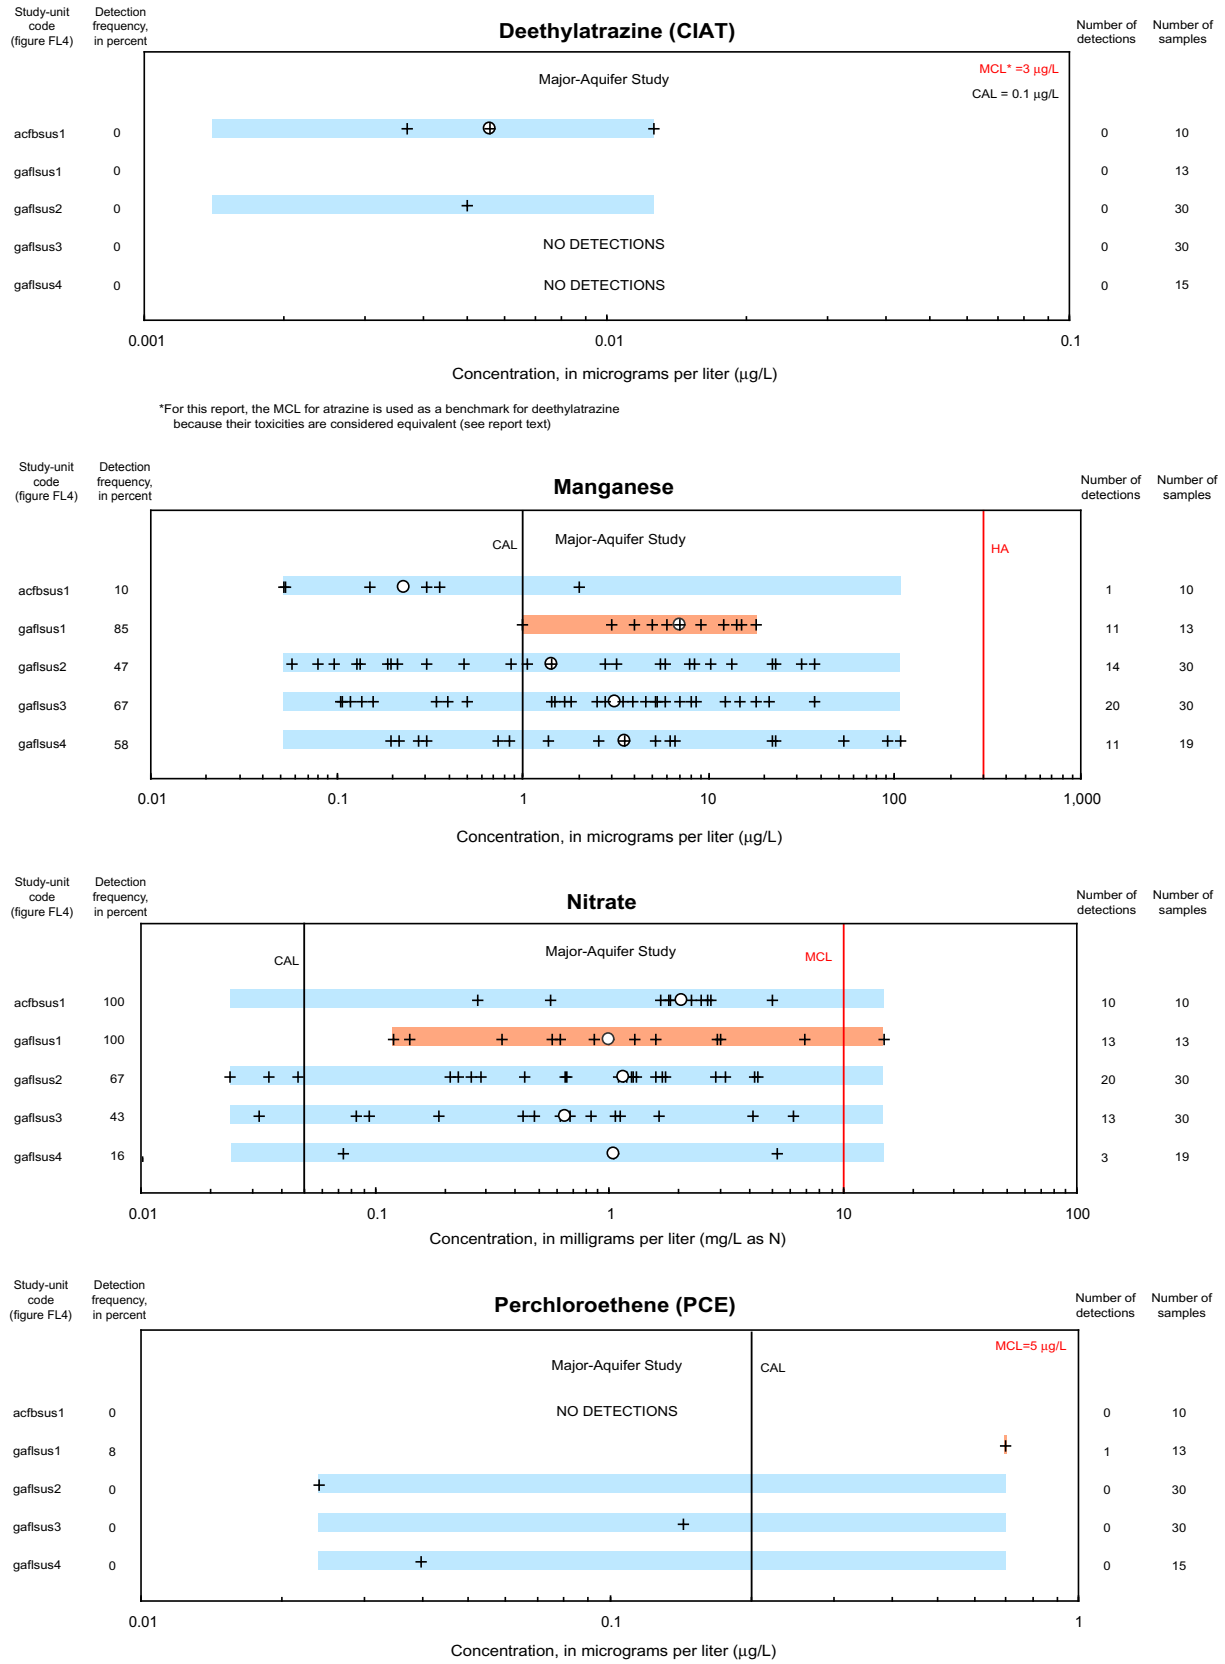 Study-unit code (figure FL4)
Detection frequency, in percent
Deethylatrazine (CIAT)
Number of detections
Number of samples
Major-Aquifer Study
MCL* =3 µg/L
CAL = 0.1 µg/L
acfbsus1 0 0 10
gaflsus1 0 0 13
gaflsus2 0 0 30
gaflsus3 0 NO DETECTIONS 0 30
gaflsus4 0 NO DETECTIONS 0 15
0.001 0.01 0.1
Concentration, in micrograms per liter (µg/L)
*For this report, the MCL for atrazine is used as a benchmark for deethylatrazine
because their toxicities are considered equivalent (see report text)
Study-unit code (figure FL4)
Detection frequency, in percent
Manganese
Number of detections
Number of samples
CAL
Major-Aquifer Study
HA
acfbsus1 10 1 10
gaflsus1 85 11 13
gaflsus2 47 14 30
gaflsus3 67 20 30
gaflsus4 58 11 19
0.01 0.1 1 10 100 1,000
Concentration, in micrograms per liter (µg/L)
Study-unit code (figure FL4)
Detection frequency, in percent
Nitrate
Number of detections
Number of samples
CAL
Major-Aquifer Study
MCL
acfbsus1 100 10 10
gaflsus1 100 13 13
gaflsus2 67 20 30
gaflsus3 43 13 30
gaflsus4 16 3 19
0.01 0.1 1 10 100
Concentration, in milligrams per liter (mg/L as N)
Study-unit code (figure FL4)
Detection frequency, in percent
Perchloroethene (PCE)
Number of detections
Number of samples
Major-Aquifer Study
CAL
MCL=5 µg/L
acfbsus1 0 NO DETECTIONS 0 10
gaflsus1 8 1 13
gaflsus2 0 0 30
gaflsus3 0 0 30
gaflsus4 0 0 15
0.01 0.1 1
Concentration, in micrograms per liter (µg/L)